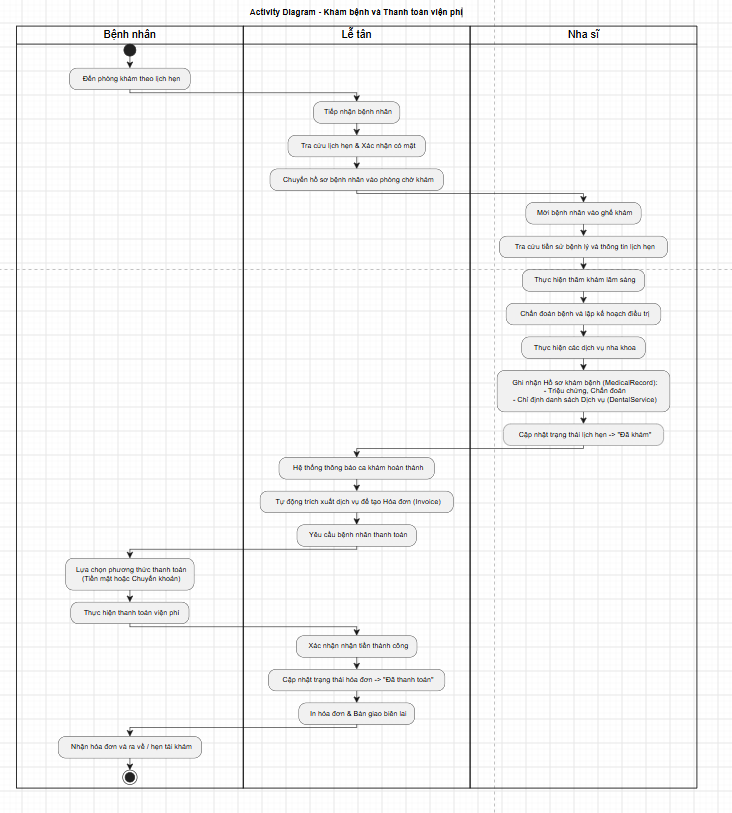 Activity Diagram - Khám bệnh và Thanh toán viện phí
Bệnh nhân
Lễ tân
Nha sĩ
Đến phòng khám theo lịch hẹn
Tiếp nhận bệnh nhân
Tra cứu lịch hẹn & Xác nhận có mặt
Chuyển hồ sơ bệnh nhân vào phòng chờ khám
Mời bệnh nhân vào ghế khám
Tra cứu tiền sử bệnh lý và thông tin lịch hẹn
Thực hiện thăm khám lâm sàng
Chẩn đoán bệnh và lập kế hoạch điều trị
Thực hiện các dịch vụ nha khoa
Ghi nhận Hồ sơ khám bệnh (MedicalRecord):
- Triệu chứng, Chẩn đoán
- Chỉ định danh sách Dịch vụ (DentalService)
Cập nhật trạng thái lịch hẹn -> "Đã khám"
Hệ thống thông báo ca khám hoàn thành
Tự động trích xuất dịch vụ để tạo Hóa đơn (Invoice)
Yêu cầu bệnh nhân thanh toán
Lựa chọn phương thức thanh toán
(Tiền mặt hoặc Chuyển khoản)
Thực hiện thanh toán viện phí
Xác nhận nhận tiền thành công
Cập nhật trạng thái hóa đơn -> "Đã thanh toán"
In hóa đơn & Bàn giao biên lai
Nhận hóa đơn và ra về / hẹn tái khám